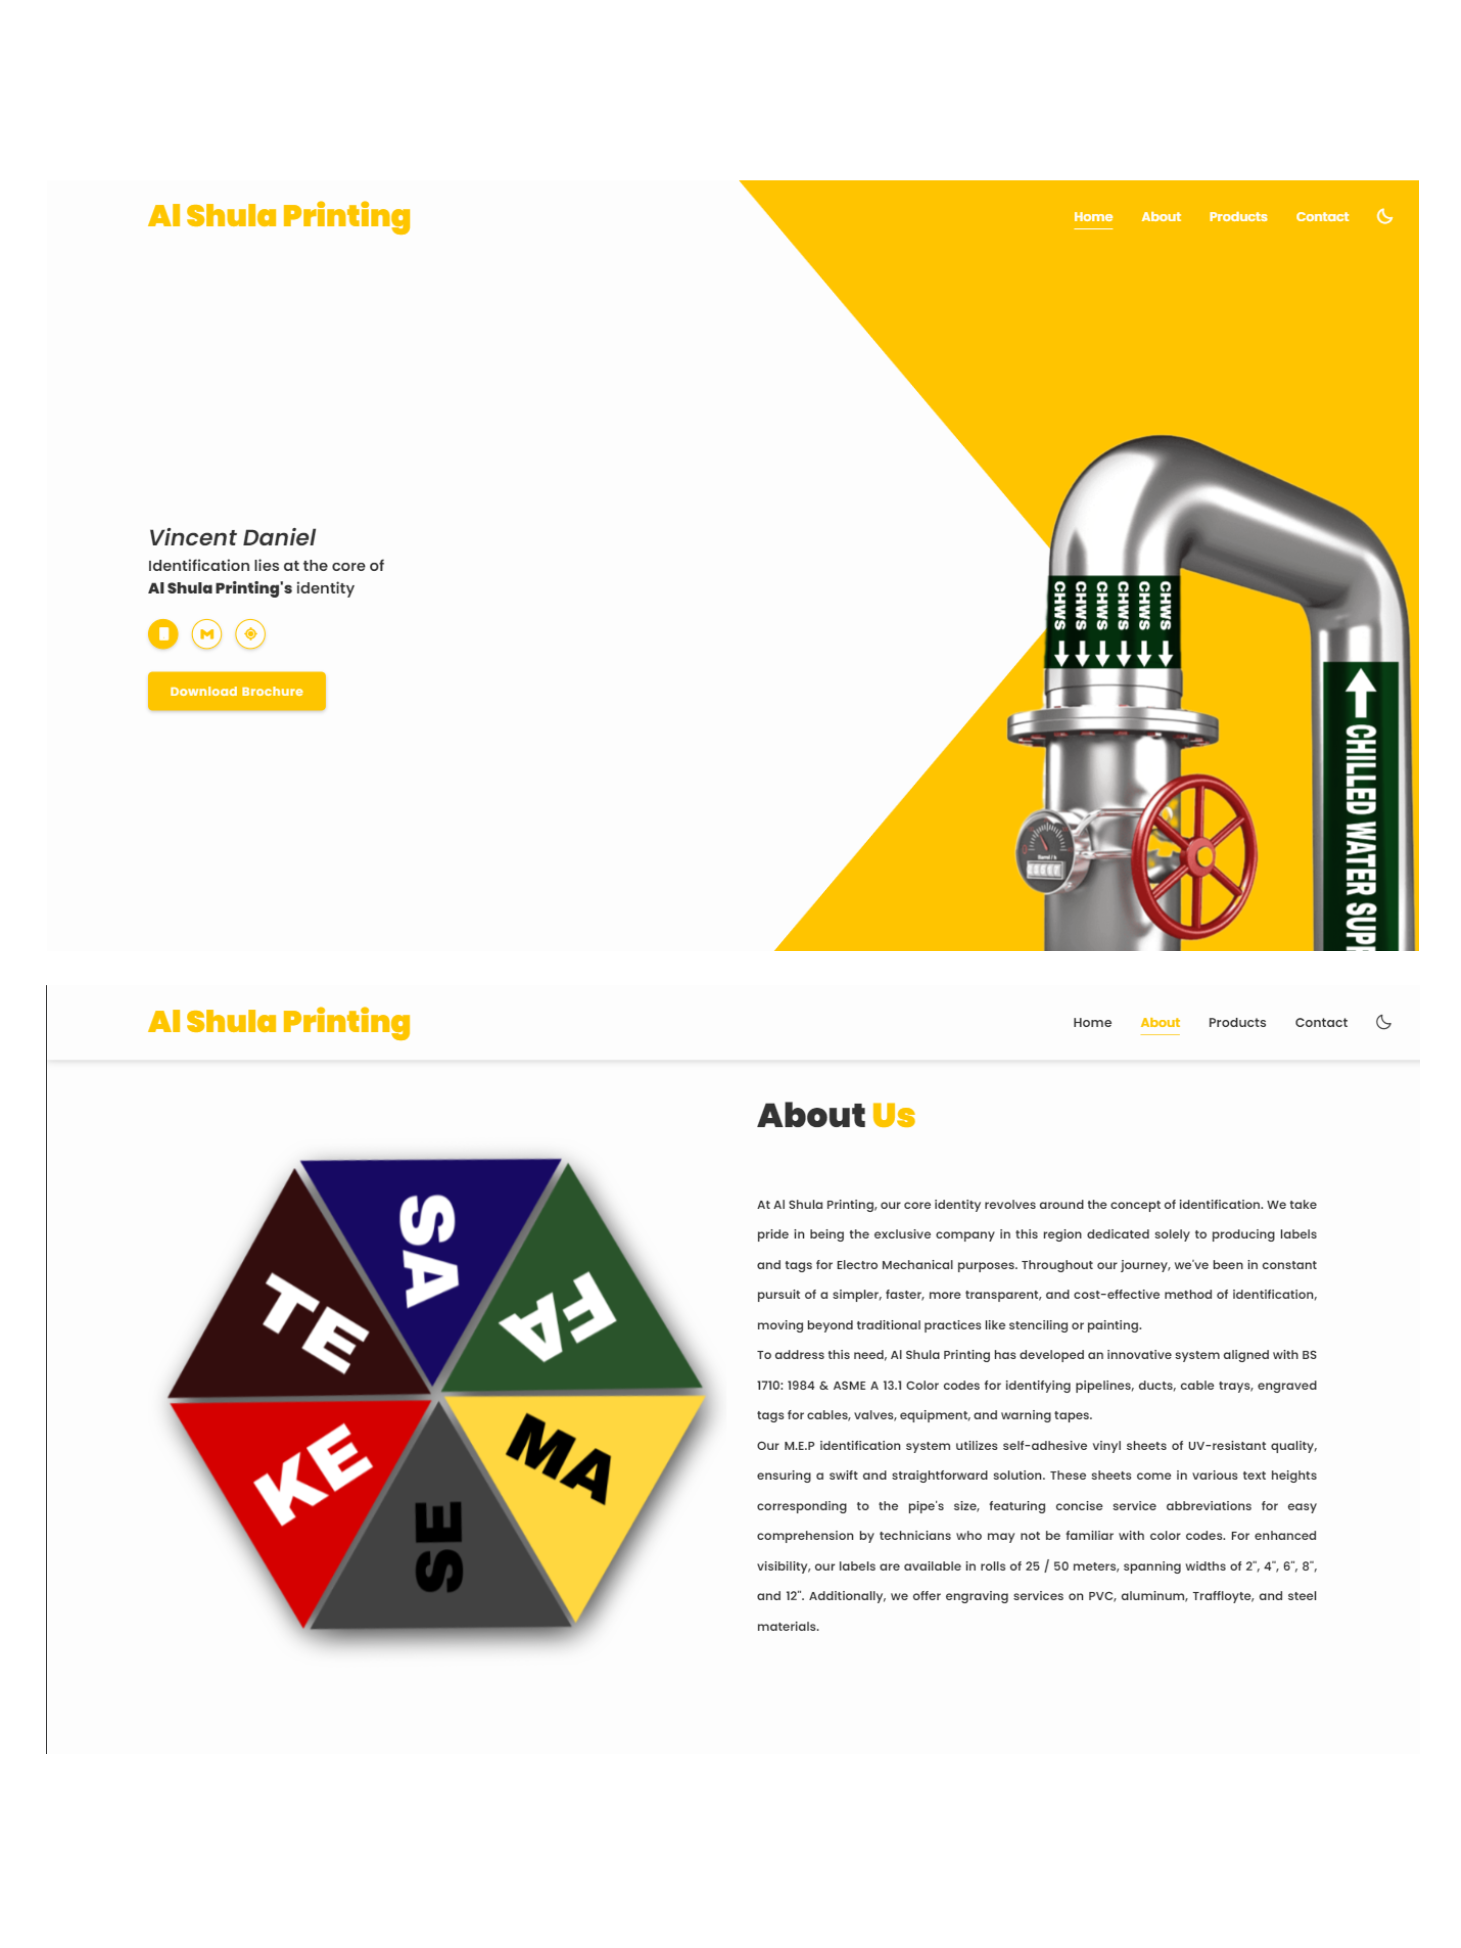 Al Shula Printing
Home About Products Contact
Vincent Daniel
Identification lies at the core of
Al Shula Printing's identity
Download Brochure
CHWS CHWS CHWS CHWS CHWS CHWS
CHILLED WATER SUPP
Al Shula Printing
Home About Products Contact
About Us
SA
FA
TE
KE
MA
SE
At Al Shula Printing, our core identity revolves around the concept of identification. We take
pride in being the exclusive company in this region dedicated solely to producing labels
and tags for Electro Mechanical purposes. Throughout our journey, we've been in constant
pursuit of a simpler, faster, more transparent, and cost-effective method of identification,
moving beyond traditional practices like stenciling or painting.
To address this need, Al Shula Printing has developed an innovative system aligned with BS
1710: 1984 & ASME A 13.1 Color codes for identifying pipelines, ducts, cable trays, engraved
tags for cables, valves, equipment, and warning tapes.
Our M.E.P identification system utilizes self-adhesive vinyl sheets of UV-resistant quality,
ensuring a swift and straightforward solution. These sheets come in various text heights
corresponding to the pipe's size, featuring concise service abbreviations for easy
comprehension by technicians who may not be familiar with color codes. For enhanced
visibility, our labels are available in rolls of 25 / 50 meters, spanning widths of 2", 4", 6", 8",
and 12". Additionally, we offer engraving services on PVC, aluminum, Traffloyte, and steel
materials.